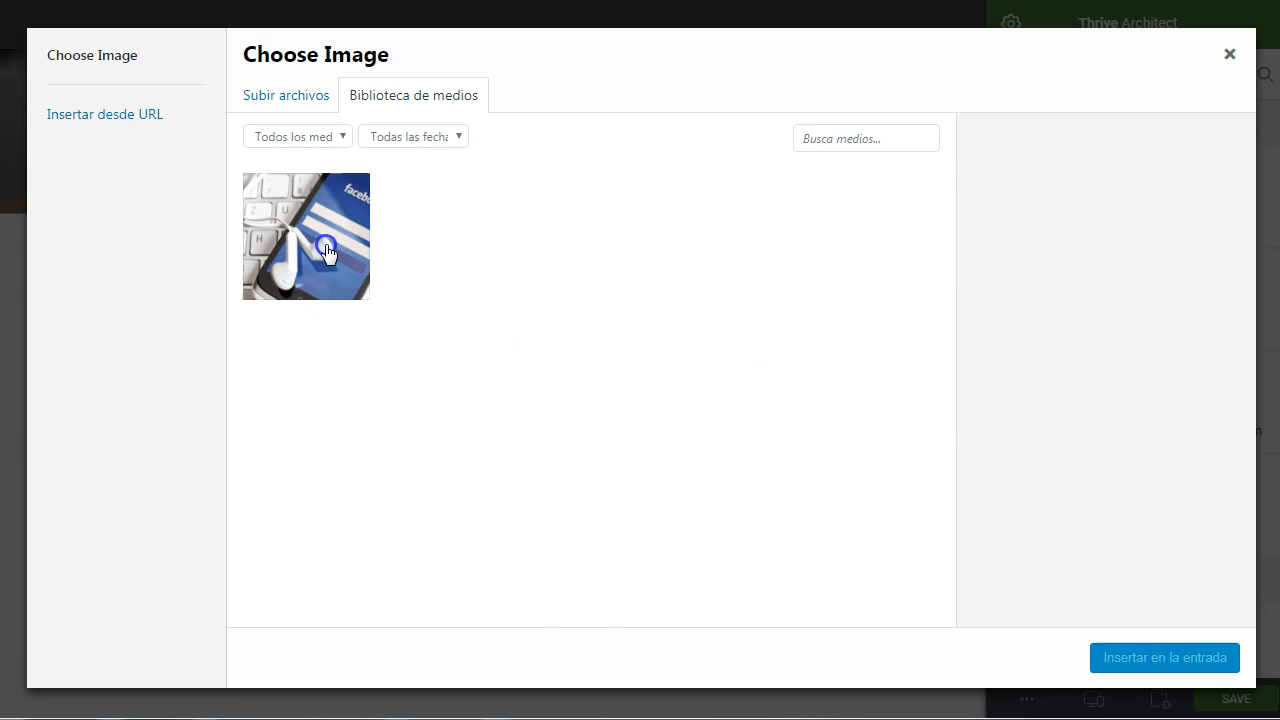 Thrive Architect
Choose Image
Insertar desde URL
Choose Image
Subir archivos
Biblioteca de medios
Todos los med
Todas las fecha
Busca medios...
facebo
Z
H
Insertar en la entrada
SAVE